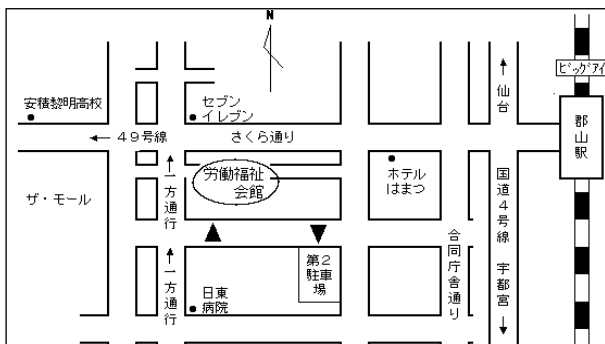 N
ビッグアイ
↑仙台
安積黎明高校
セブン
イレブン
郡山駅
← 49号線
さくら通り
↑一方通行
労働福祉
会館
ホテル
はまつ
国道4号線
ザ・モール
合同庁舎通り
第2
駐車
場
↑一方通行
日東
病院
宇都宮↓